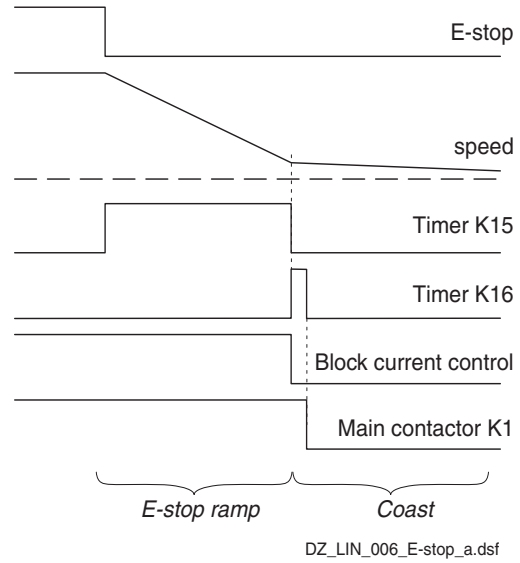 E-stop
speed
Timer K15
Timer K16
Block current control
Main contactor K1
E-stop ramp
Coast
DZ_LIN_006_E-stop_a.dsf